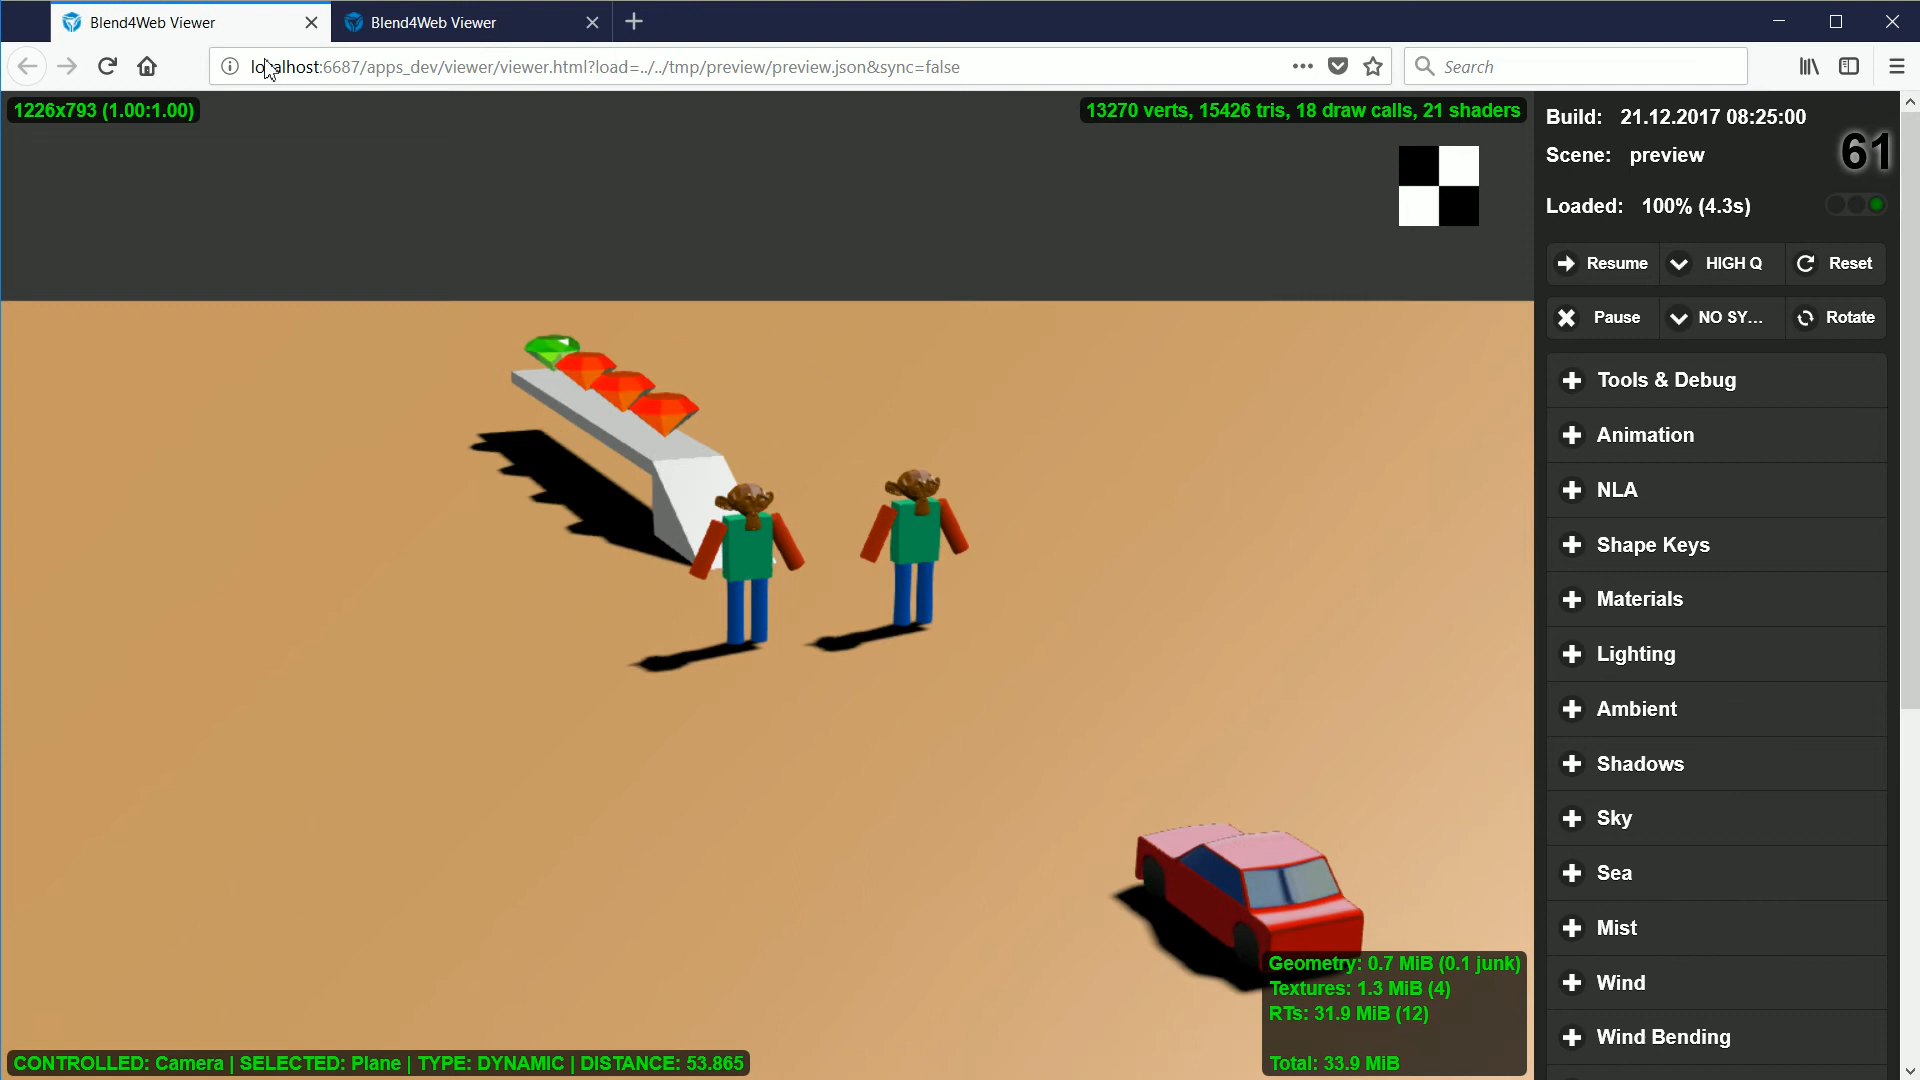 Blend4Web Viewer
Blend4Web Viewer
localhost:6687/apps_dev/viewer/viewer.html?load=../../tmp/preview/preview.json&sync=false
Search
1226x793 (1.00:1.00)
13270 verts, 15426 tris, 18 draw calls, 21 shaders
Build: 21.12.2017 08:25:00
61
Scene: preview
Loaded: 100% (4.3s)
Resume
HIGH Q
Reset
Pause
NO SY...
Rotate
Tools & Debug
Animation
NLA
Shape Keys
Materials
Lighting
Ambient
Shadows
Sky
Sea
Mist
Wind
Wind Bending
Geometry: 0.7 MiB (0.1 junk)
Textures: 1.3 MiB (4)
RTs: 31.9 MiB (12)
Total: 33.9 MiB
CONTROLLED: Camera | SELECTED: Plane | TYPE: DYNAMIC | DISTANCE: 53.865